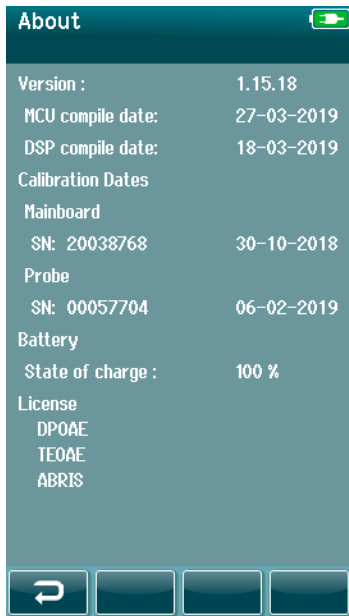 About
Version : 1.15.18
MCU compile date: 27-03-2019
DSP compile date: 18-03-2019
Calibration Dates
Mainboard
SN: 20038768 30-10-2018
Probe
SN: 00057704 06-02-2019
Battery
State of charge : 100 %
License
DPOAE
TEOAE
ABRIS